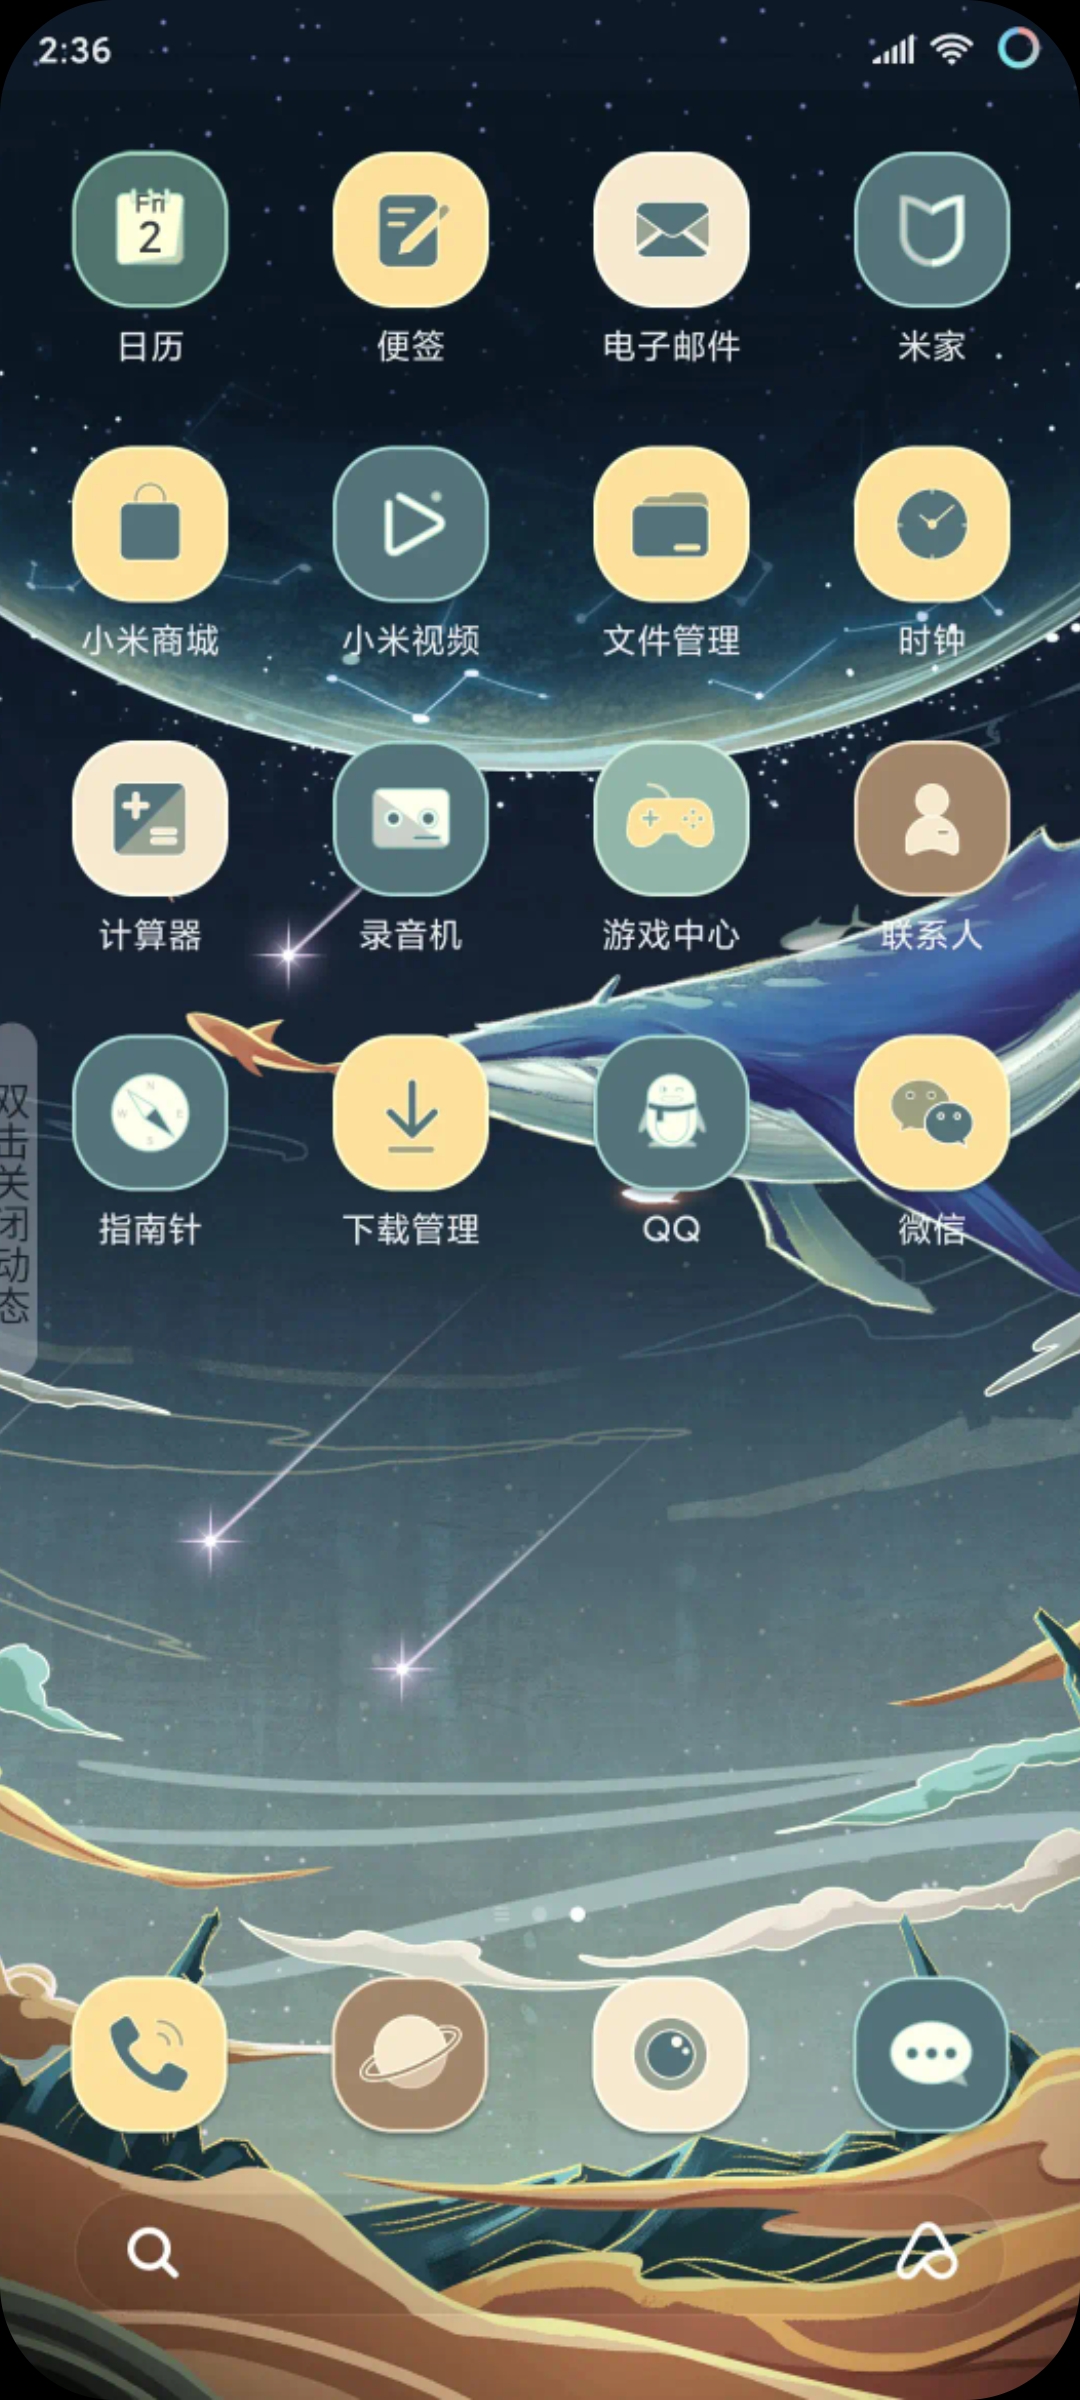 2:36
Fri
2
日历
便签
电子邮件
米家
小米商城
小米视频
文件管理
时钟
计算器
录音机
游戏中心
联系人
双击关闭动态
N
W
E
S
指南针
下载管理
QQ
微信